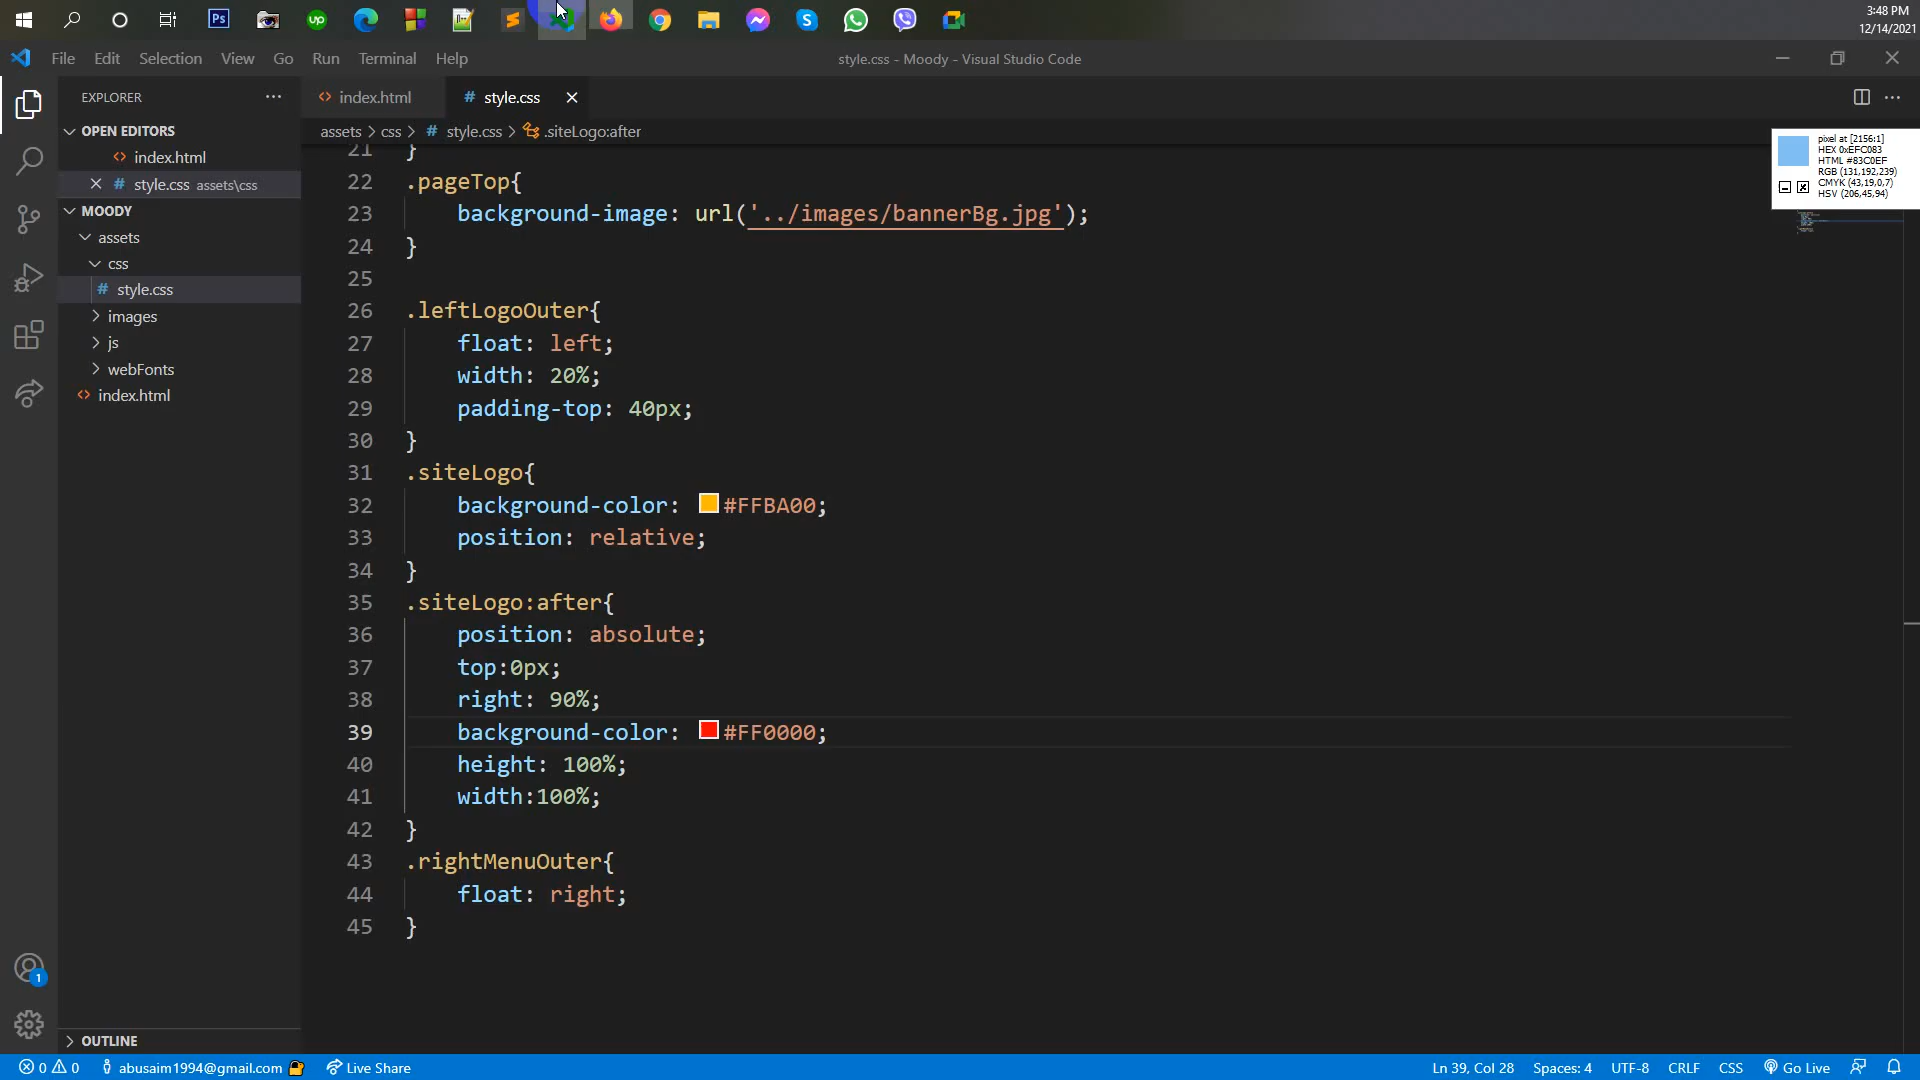 Ps
up
3:48 PM
12/14/2021
File Edit Selection View Go Run Terminal Help
style.css - Moody - Visual Studio Code
EXPLORER
index.html
# style.css
OPEN EDITORS
assets > css > # style.css > .siteLogo:after
index.html
# style.css assets\css
MOODY
assets
css
# style.css
images
js
webFonts
index.html
pixel at [2156:1]
HEX 0xEFC083
HTML #83C0EF
RGB (131,192,239)
CMYK (43,19,0,7)
HSV (206,45,94)
21 }
22 .pageTop{
23 background-image: url('../images/bannerBg.jpg');
24 }
25
26 .leftLogoOuter{
27 float: left;
28 width: 20%;
29 padding-top: 40px;
30 }
31 .siteLogo{
32 background-color: #FFBA00;
33 position: relative;
34 }
35 .siteLogo:after{
36 position: absolute;
37 top:0px;
38 right: 90%;
39 background-color: #FF0000;
40 height: 100%;
41 width:100%;
42 }
43 .rightMenuOuter{
44 float: right;
45 }
1
OUTLINE
0 0 abusaim1994@gmail.com Live Share
Ln 39, Col 28 Spaces: 4 UTF-8 CRLF CSS Go Live